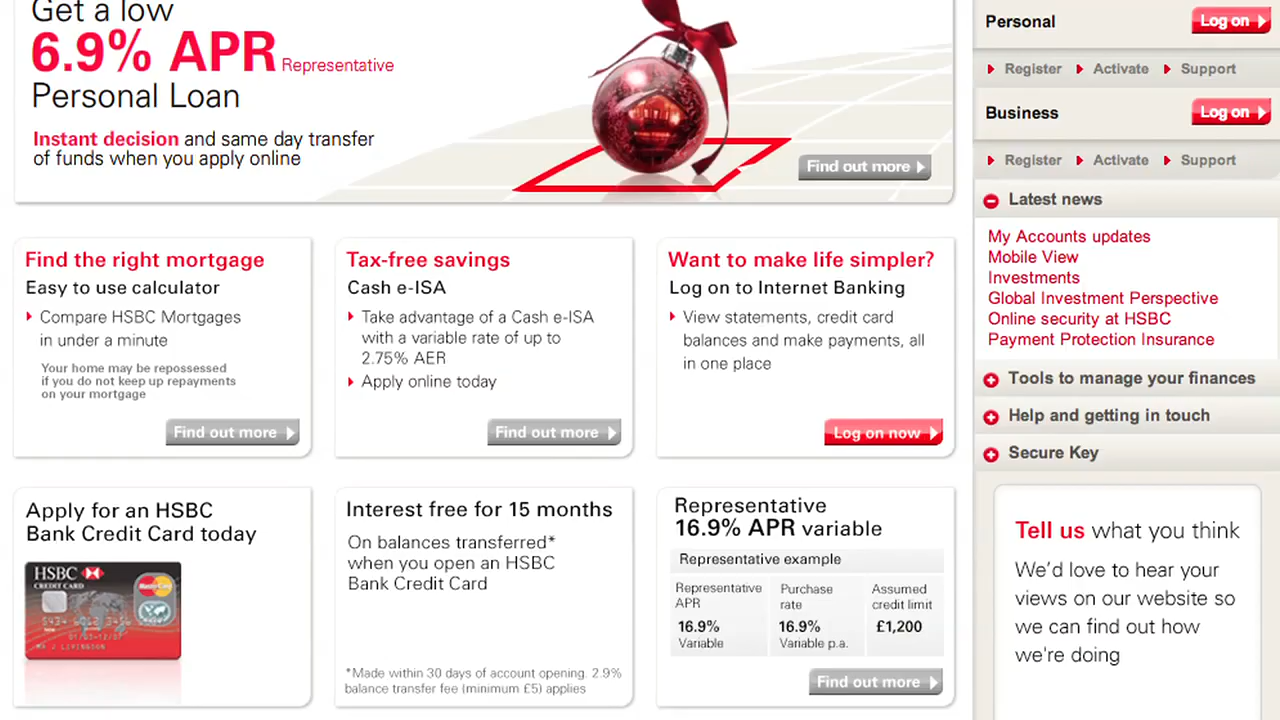 Get a low
6.9% APR Representative
Personal Loan
Instant decision and same day transfer
of funds when you apply online
Find out more
Personal
Log on
Register
Activate
Support
Business
Log on
Register
Activate
Support
Latest news
My Accounts updates
Mobile View
Investments
Global Investment Perspective
Online security at HSBC
Payment Protection Insurance
Tools to manage your finances
Help and getting in touch
Secure Key
Tell us what you think
We'd love to hear your
views on our website so
we can find out how
we're doing
Find the right mortgage
Easy to use calculator
Compare HSBC Mortgages
in under a minute
Your home may be repossessed
if you do not keep up repayments
on your mortgage
Find out more
Tax-free savings
Cash e-ISA
Take advantage of a Cash e-ISA
with a variable rate of up to
2.75% AER
Apply online today
Find out more
Want to make life simpler?
Log on to Internet Banking
View statements, credit card
balances and make payments, all
in one place
Log on now
Apply for an HSBC
Bank Credit Card today
HSBC
CREDIT CARD
MasterCard
5434 6012 3456
MR J LIVINGSON
Interest free for 15 months
On balances transferred*
when you open an HSBC
Bank Credit Card
*Made within 30 days of account opening. 2.9%
balance transfer fee (minimum £5) applies
Representative
16.9% APR variable
Representative example
Representative
APR
16.9%
Variable
Purchase
rate
16.9%
Variable p.a.
Assumed
credit limit
£1,200
Find out more